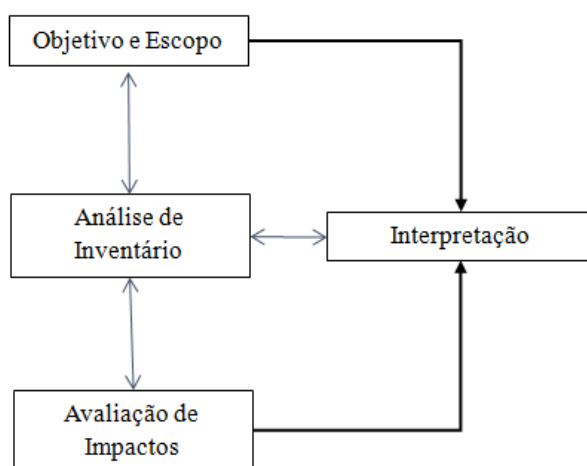 Objetivo e Escopo
Análise de
Inventário
Interpretação
Avaliação de
Impactos